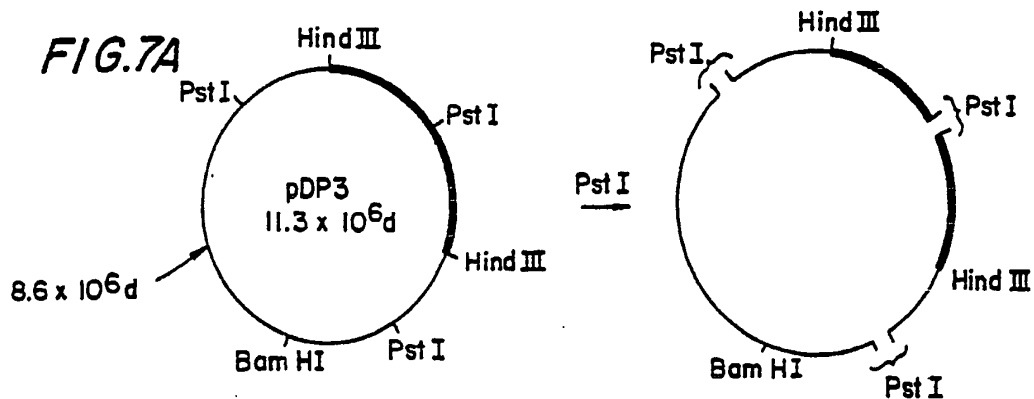 FIG.7A
Hind III
Pst I
Pst I
pDP3
11.3 x 10⁶d
Hind III
8.6 x 10⁶d
Bam HI
Pst I
Pst I
Hind III
Pst I
Pst I
Hind III
Bam HI
Pst I